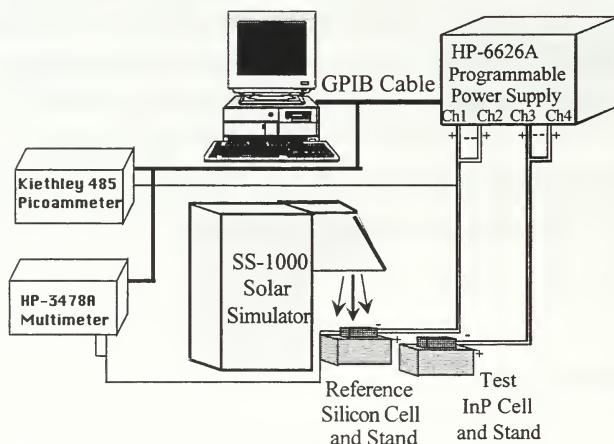 HP-6626A
Programmable
Power Supply
Ch1 Ch2 Ch3 Ch4
+ -- + + -- +
GPIB Cable
Kiethley 485
Picoammeter
HP-3478A
Multimeter
SS-1000
Solar
Simulator
-
+
-
+
Reference
Silicon Cell
and Stand
Test
InP Cell
and Stand